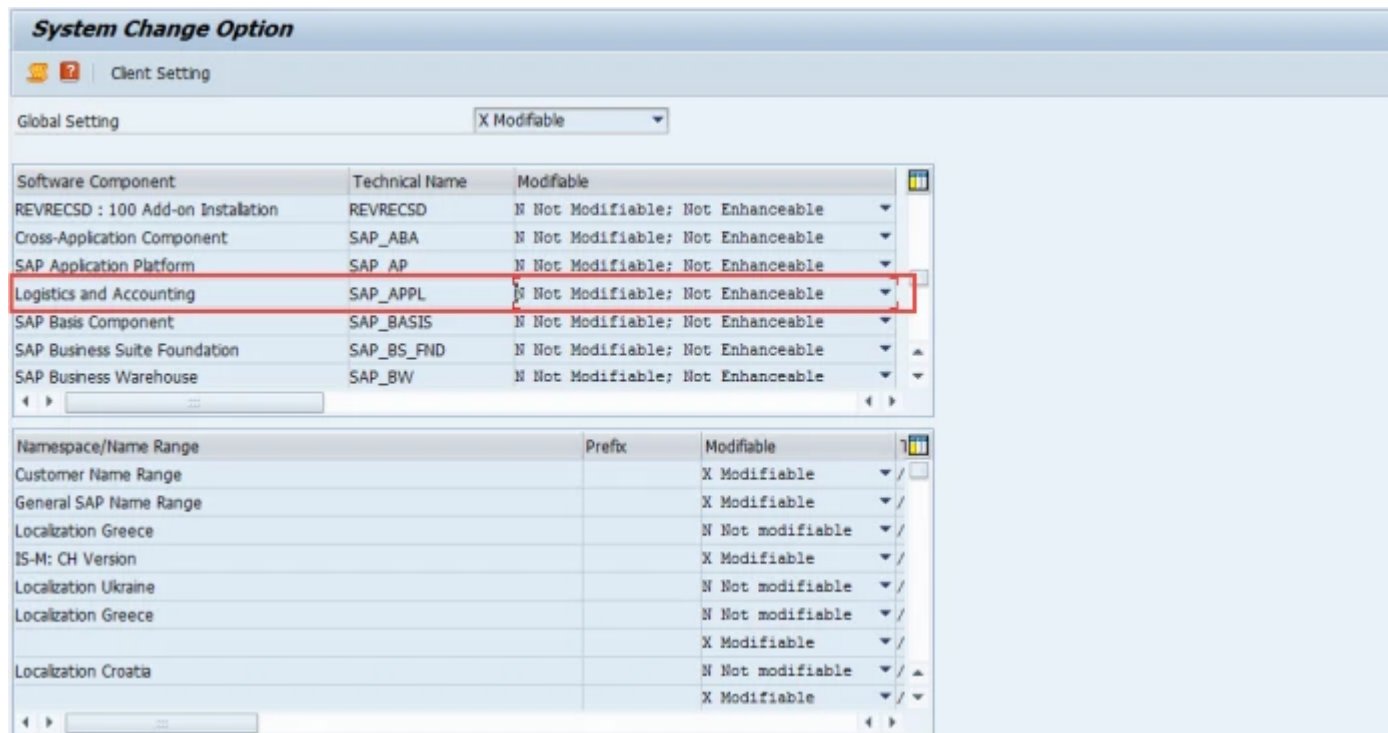 System Change Option
Client Setting
Global Setting X Modifiable
Software Component Technical Name Modifiable
REVRECSD : 100 Add-on Installation REVRECSD N Not Modifiable; Not Enhanceable
Cross-Application Component SAP_ABA N Not Modifiable; Not Enhanceable
SAP Application Platform SAP_AP N Not Modifiable; Not Enhanceable
Logistics and Accounting SAP_APPL N Not Modifiable; Not Enhanceable
SAP Basis Component SAP_BASIS N Not Modifiable; Not Enhanceable
SAP Business Suite Foundation SAP_BS_FND N Not Modifiable; Not Enhanceable
SAP Business Warehouse SAP_BW N Not Modifiable; Not Enhanceable
Namespace/Name Range Prefix Modifiable
Customer Name Range X Modifiable /
General SAP Name Range X Modifiable /
Localization Greece N Not modifiable /
IS-M: CH Version X Modifiable /
Localization Ukraine N Not modifiable /
Localization Greece N Not modifiable /
X Modifiable /
Localization Croatia N Not modifiable /
X Modifiable /